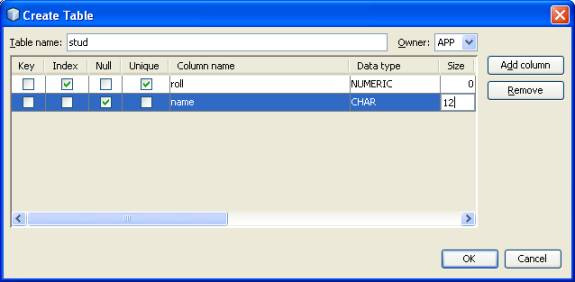 Create Table
Table name: stud Owner: APP
Key Index Null Unique Column name Data type Size
roll NUMERIC 0
name CHAR 12
Add column
Remove
OK Cancel